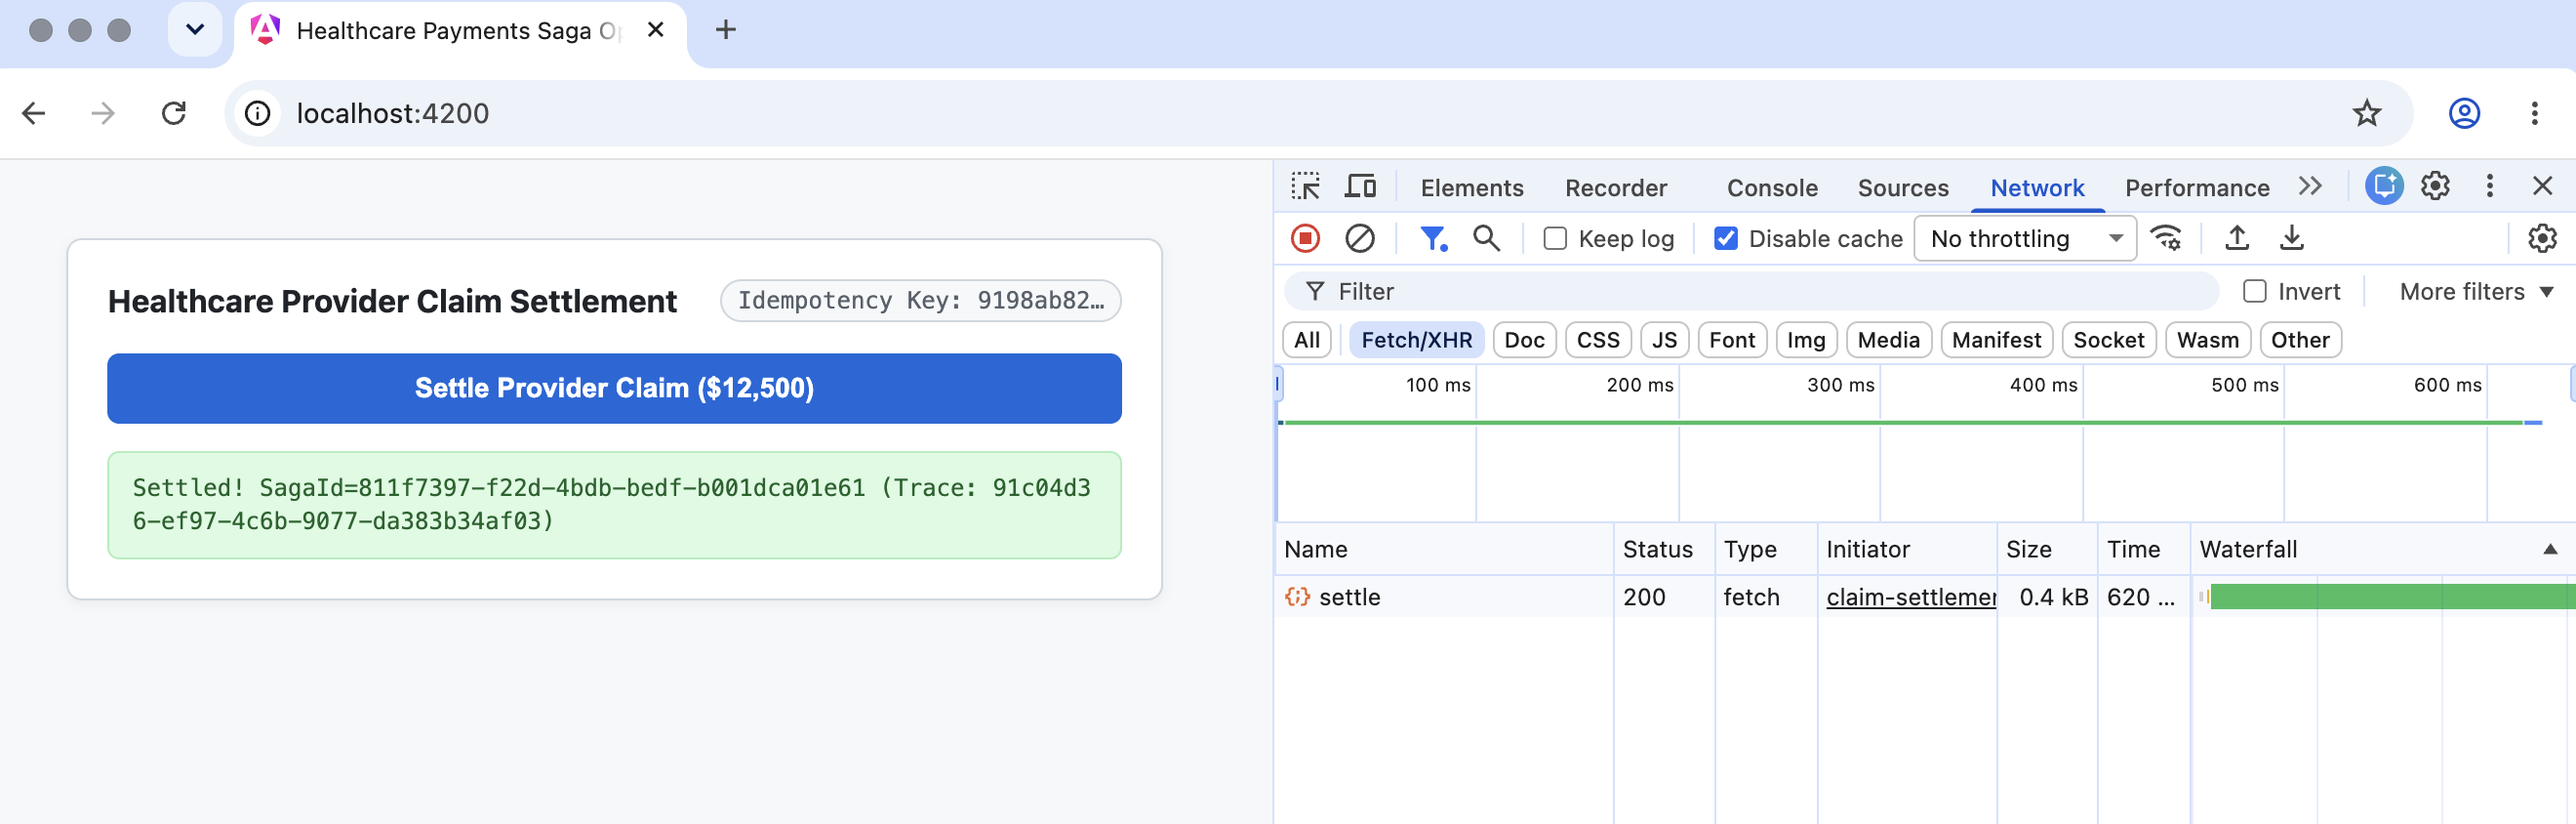 Healthcare Payments Saga Op
localhost:4200
Healthcare Provider Claim Settlement
Idempotency Key: 9198ab82…
Settle Provider Claim ($12,500)
Settled! SagaId=811f7397-f22d-4bdb-bedf-b001dca01e61 (Trace: 91c04d3
6-ef97-4c6b-9077-da383b34af03)
Elements Recorder Console Sources Network Performance
Keep log Disable cache No throttling
Filter Invert More filters
All Fetch/XHR Doc CSS JS Font Img Media Manifest Socket Wasm Other
100 ms 200 ms 300 ms 400 ms 500 ms 600 ms
Name Status Type Initiator Size Time Waterfall
settle 200 fetch claim-settlemen 0.4 kB 620 ...